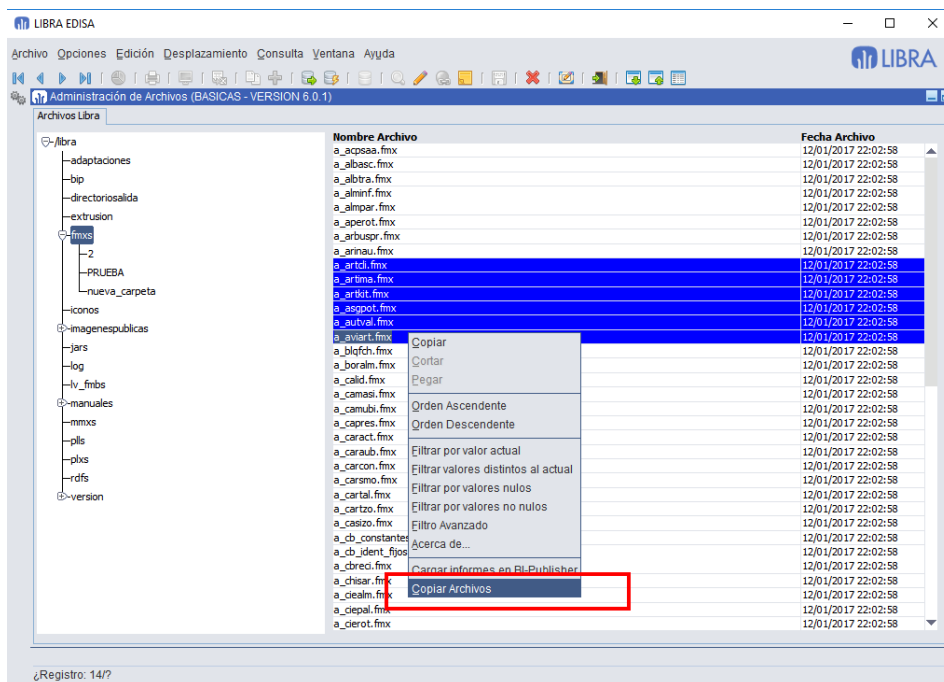 LIBRA EDISA
Archivo Opciones Edición Desplazamiento Consulta Ventana Ayuda
LIBRA
Administración de Archivos (BASICAS - VERSION 6.0.1)
Archivos Libra
/libra
adaptaciones
bip
directoriosalida
extrusion
fmxs
2
PRUEBA
nueva_carpeta
iconos
imagenespublicas
jars
log
lv_fmbs
manuales
mmxs
plls
plxs
rdfs
version
Nombre Archivo Fecha Archivo
a_acpsaa.fmx 12/01/2017 22:02:58
a_albasc.fmx 12/01/2017 22:02:58
a_albtra.fmx 12/01/2017 22:02:58
a_alminf.fmx 12/01/2017 22:02:58
a_almpar.fmx 12/01/2017 22:02:58
a_aperot.fmx 12/01/2017 22:02:58
a_arbuspr.fmx 12/01/2017 22:02:58
a_arinau.fmx 12/01/2017 22:02:58
a_artcli.fmx 12/01/2017 22:02:58
a_artima.fmx 12/01/2017 22:02:58
a_artkit.fmx 12/01/2017 22:02:58
a_asgpot.fmx 12/01/2017 22:02:58
a_autval.fmx 12/01/2017 22:02:58
a_aviart.fmx 12/01/2017 22:02:58
a_blqfch.fmx 12/01/2017 22:02:58
a_boralm.fmx 12/01/2017 22:02:58
a_calid.fmx 12/01/2017 22:02:58
a_camasi.fmx 12/01/2017 22:02:58
a_camubi.fmx 12/01/2017 22:02:58
a_capres.fmx 12/01/2017 22:02:58
a_caract.fmx 12/01/2017 22:02:58
a_caraub.fmx 12/01/2017 22:02:58
a_carcon.fmx 12/01/2017 22:02:58
a_carsmo.fmx 12/01/2017 22:02:58
a_cartal.fmx 12/01/2017 22:02:58
a_cartzo.fmx 12/01/2017 22:02:58
a_casizo.fmx 12/01/2017 22:02:58
a_cb_constantes 12/01/2017 22:02:58
a_cb_ident_fijos 12/01/2017 22:02:58
a_cbreci.fmx 12/01/2017 22:02:58
a_chisar.fmx 12/01/2017 22:02:58
a_ciealm.fmx 12/01/2017 22:02:58
a_ciepal.fmx 12/01/2017 22:02:58
a_cierot.fmx 12/01/2017 22:02:58
Copiar
Cortar
Pegar
Orden Ascendente
Orden Descendente
Filtrar por valor actual
Filtrar valores distintos al actual
Filtrar por valores nulos
Filtrar por valores no nulos
Filtro Avanzado
Acerca de...
Cargar informes en BI-Publisher
Copiar Archivos
¿Registro: 14/?